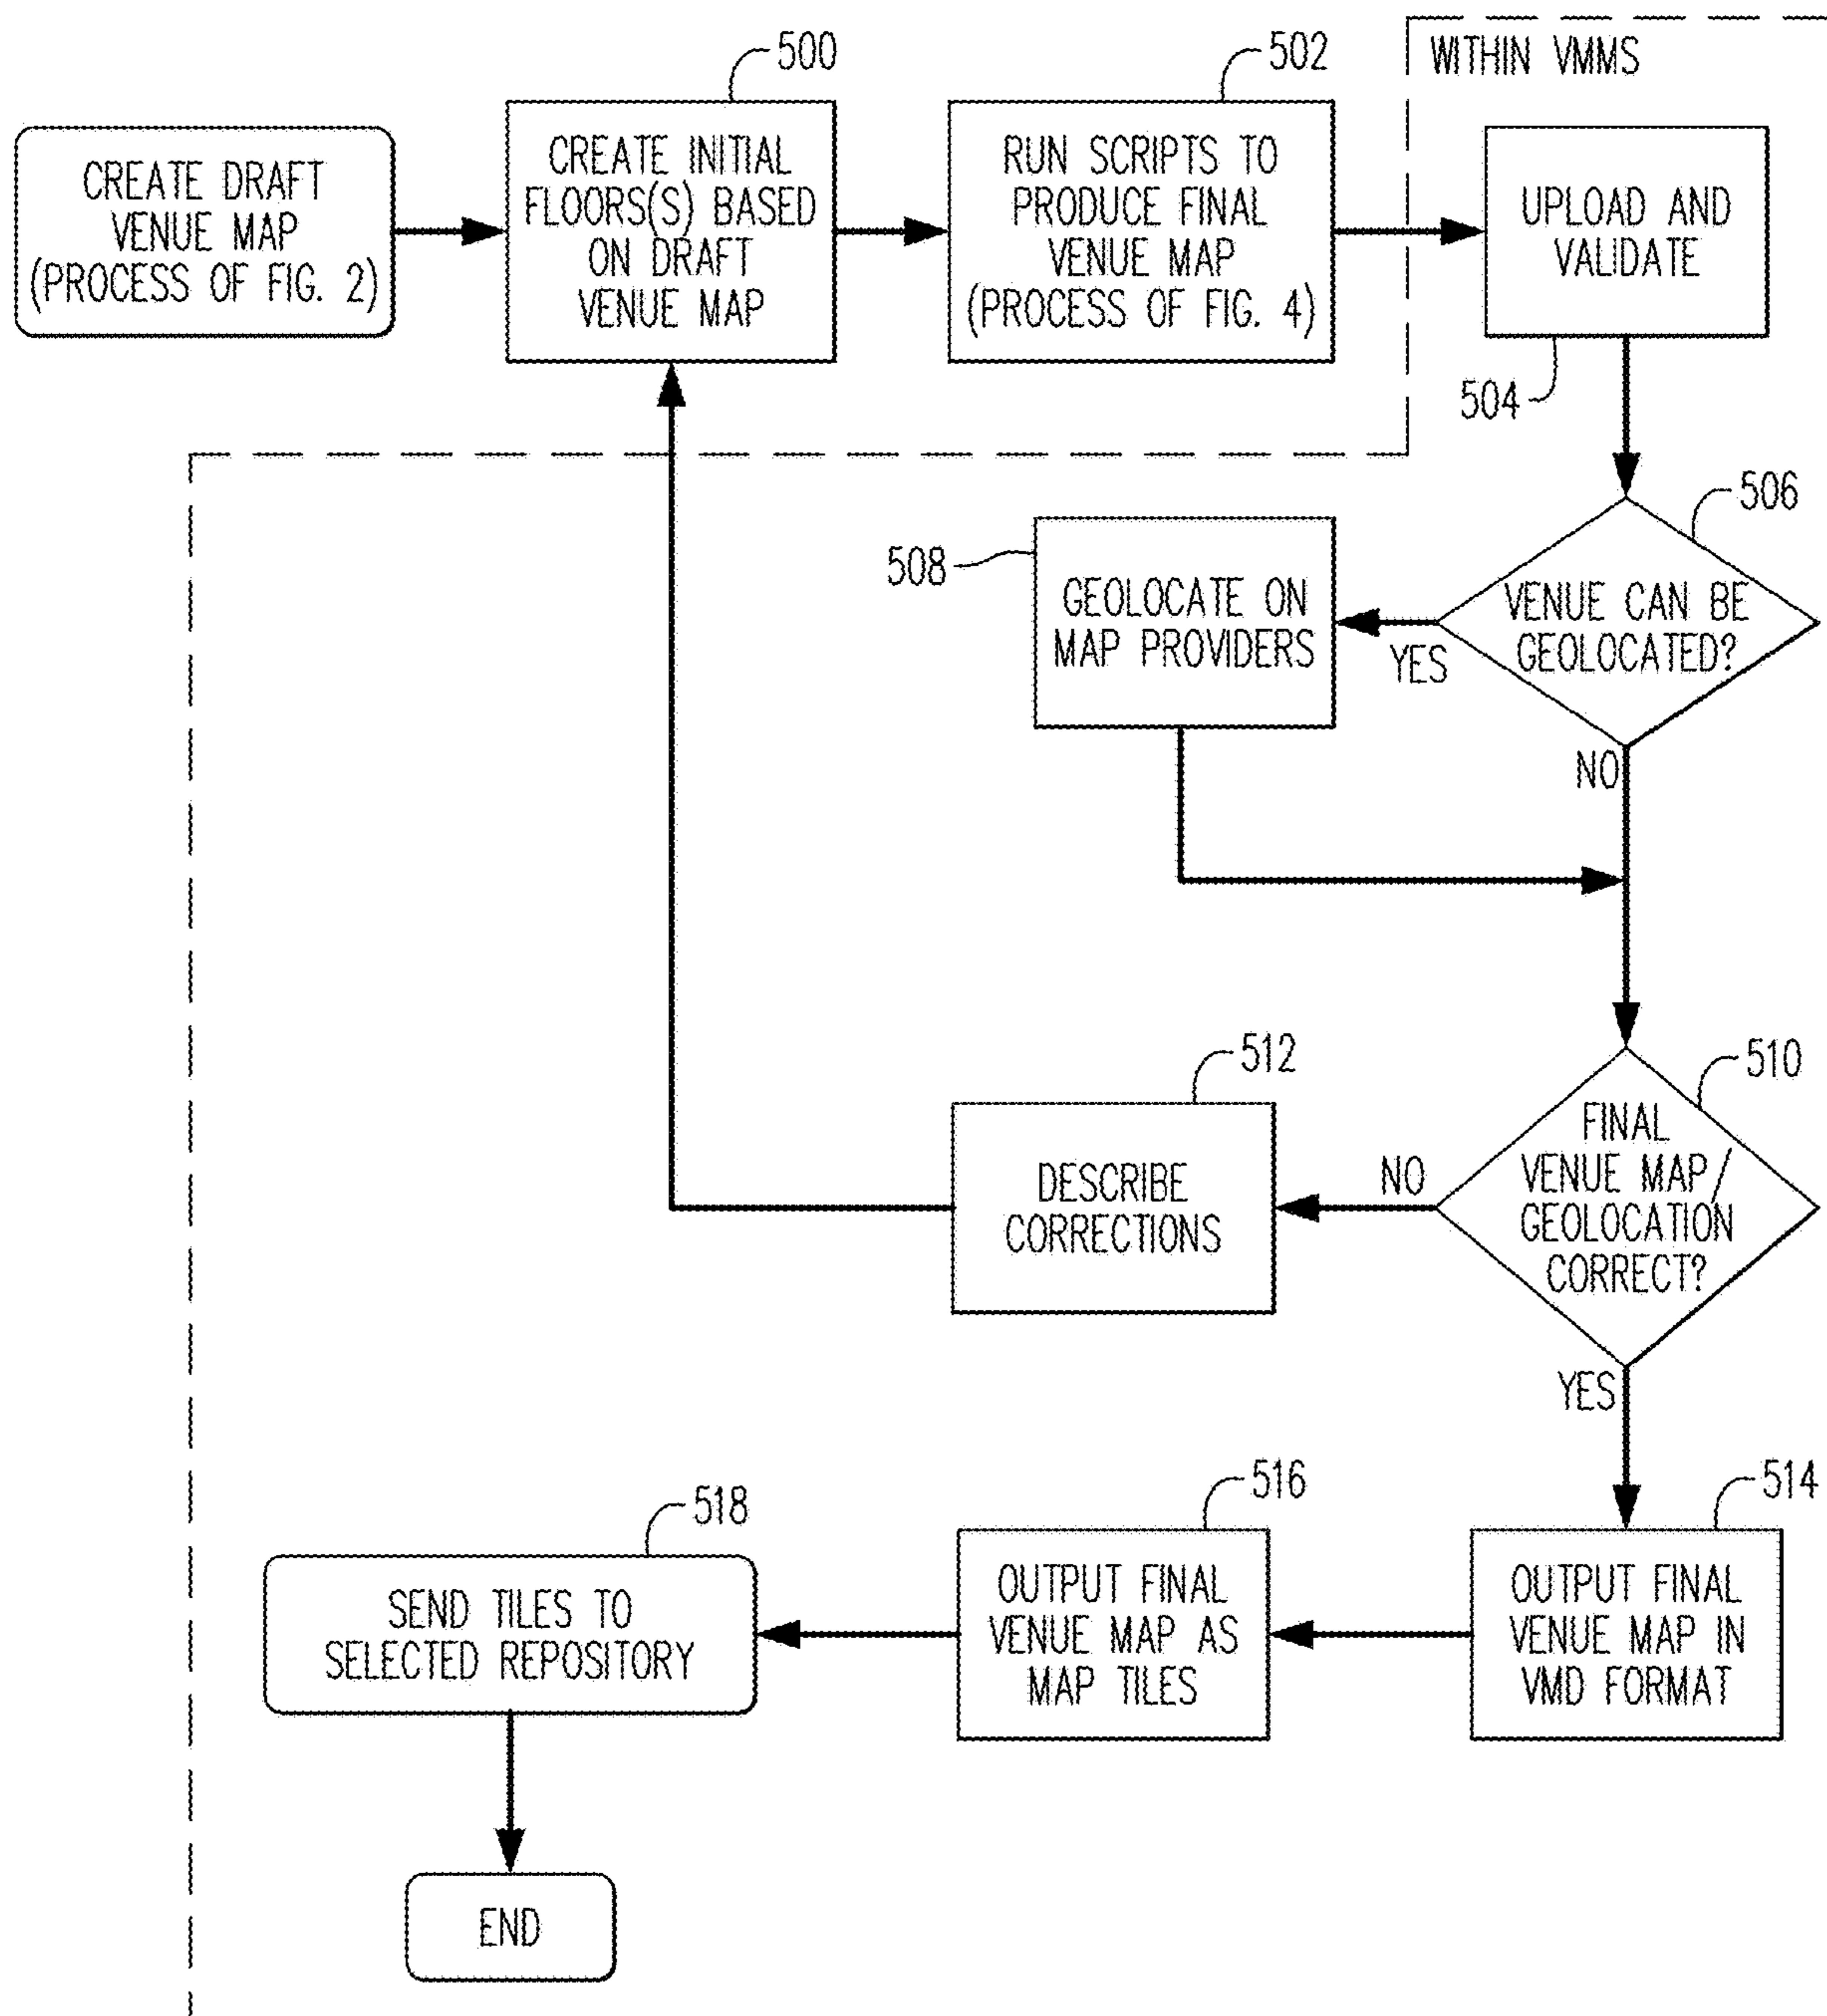 500
502
WITHIN VMMS
CREATE DRAFT
VENUE MAP
(PROCESS OF FIG. 2)
CREATE INITIAL
FLOORS(S) BASED
ON DRAFT
VENUE MAP
RUN SCRIPTS TO
PRODUCE FINAL
VENUE MAP
(PROCESS OF FIG. 4)
UPLOAD AND
VALIDATE
504
506
508
GEOLOCATE ON
MAP PROVIDERS
YES
VENUE CAN BE
GEOLOCATED?
NO
512
510
DESCRIBE
CORRECTIONS
NO
FINAL
VENUE MAP/
GEOLOCATION
CORRECT?
YES
518
516
514
SEND TILES TO
SELECTED REPOSITORY
OUTPUT FINAL
VENUE MAP AS
MAP TILES
OUTPUT FINAL
VENUE MAP IN
VMD FORMAT
END